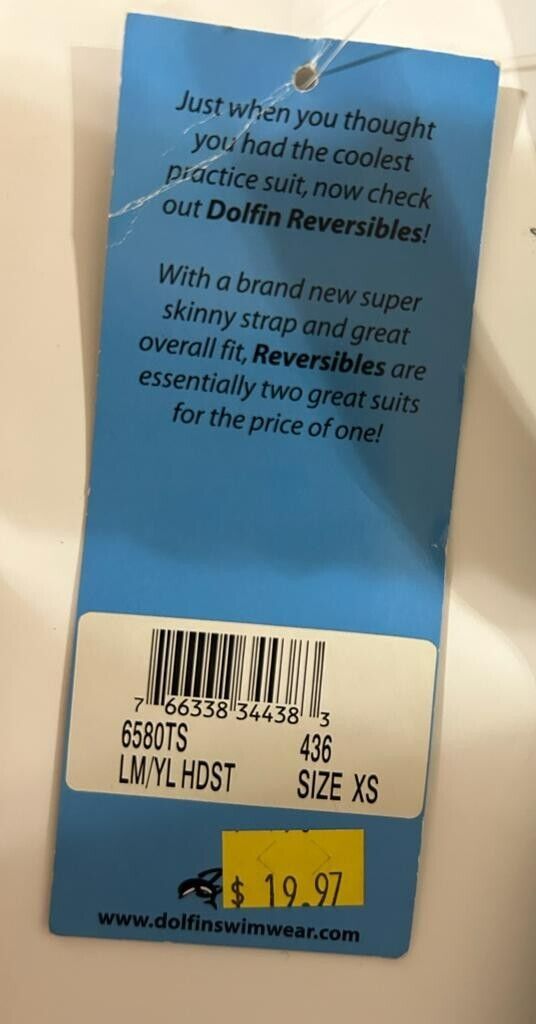 Just when you thought
you had the coolest
practice suit, now check
out Dolfin Reversibles!
With a brand new super
skinny strap and great
overall fit, Reversibles are
essentially two great suits
for the price of one!
7 66338 34438 3
6580TS 436
LM/YL HDST SIZE XS
$ 19.97
www.dolfinswimwear.com